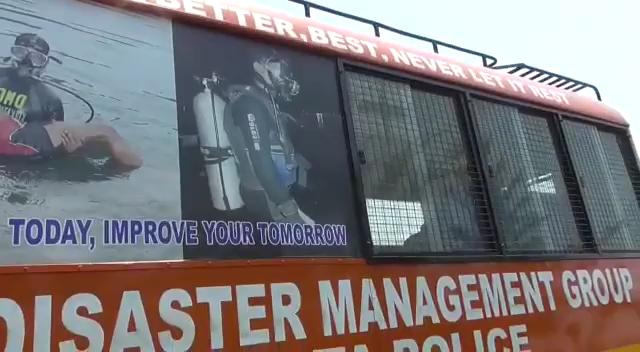 BETTER, BEST, NEVER LET IT REST
TODAY, IMPROVE YOUR TOMORROW
DISASTER MANAGEMENT GROUP
POLICE